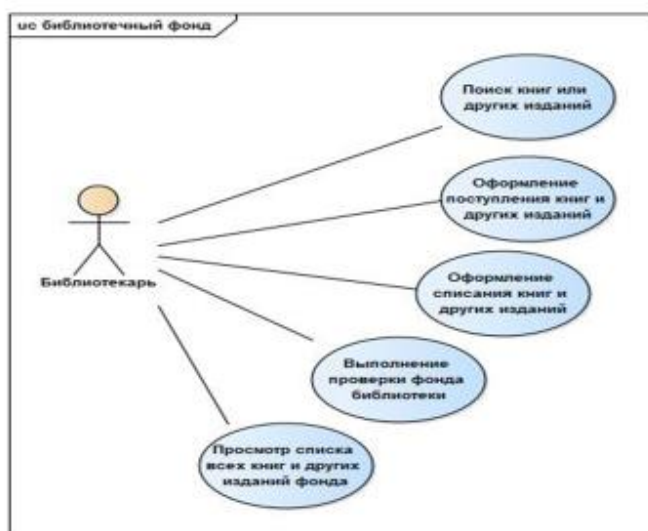 uc библиотечный фонд
Поиск книг или
других изданий
Оформление
поступления книг и
других изданий
Библиотекарь
Оформление
списания книг и
других изданий
Выполнение
проверки фонда
библиотеки
Просмотр списка
всех книг и других
изданий фонда